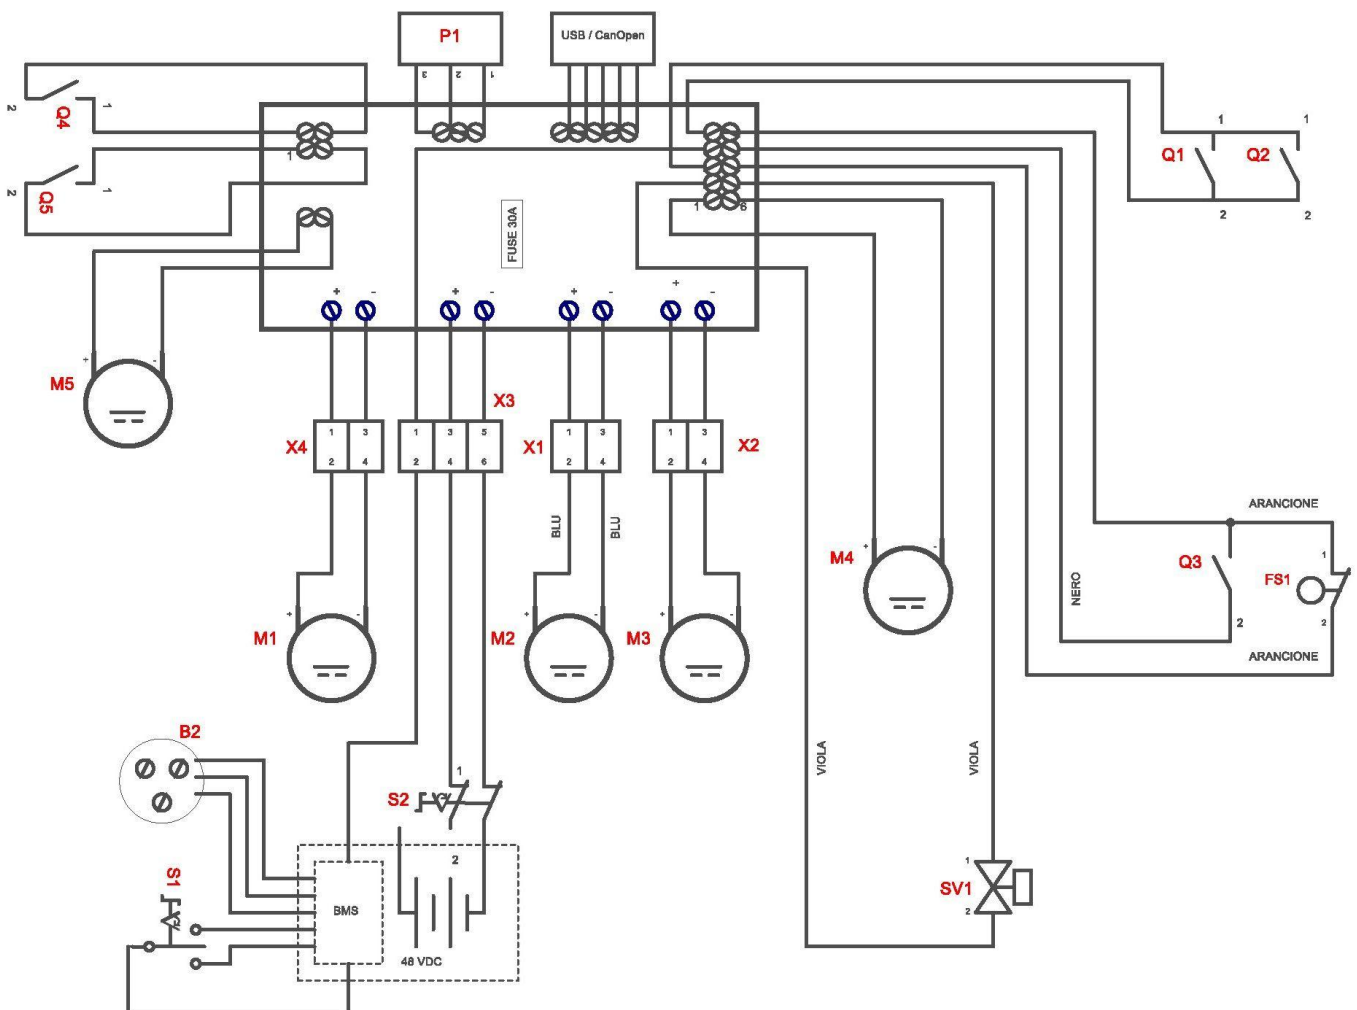 P1
USB / CanOpen
3 2 1
2 Q4 1
1
2 Q5 1
1 1
Q1 Q2
2 2
1 6
FUSE 30A
+ - + - + - + -
M5 + -
X3
X4 1 3 1 3 5 X1 1 3 1 3 X2
2 4 2 4 6 2 4 2 4
BLU BLU
ARANCIONE
M4 + -
NERO
Q3 2
FS1 1 2
ARANCIONE
M1 + -
M2 + -
M3 + -
B2
VIOLA VIOLA
S2 1
2
S1
BMS
48 VDC
SV1 1 2